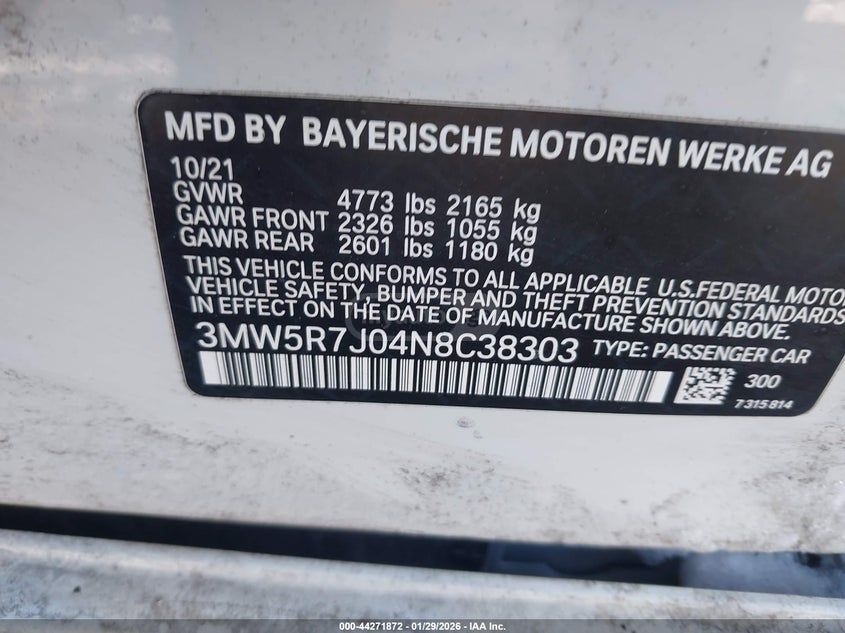 MFD BY BAYERISCHE MOTOREN WERKE AG
10/21
GVWR 4773 lbs 2165 kg
GAWR FRONT 2326 lbs 1055 kg
GAWR REAR 2601 lbs 1180 kg
THIS VEHICLE CONFORMS TO ALL APPLICABLE U.S.FEDERAL MOTO
VEHICLE SAFETY, BUMPER AND THEFT PREVENTION STANDARDS
IN EFFECT ON THE DATE OF MANUFACTURE SHOWN ABOVE.
3MW5R7J04N8C38303 TYPE: PASSENGER CAR
300
7315814
000-44271872 - 01/29/2026 - IAA Inc.